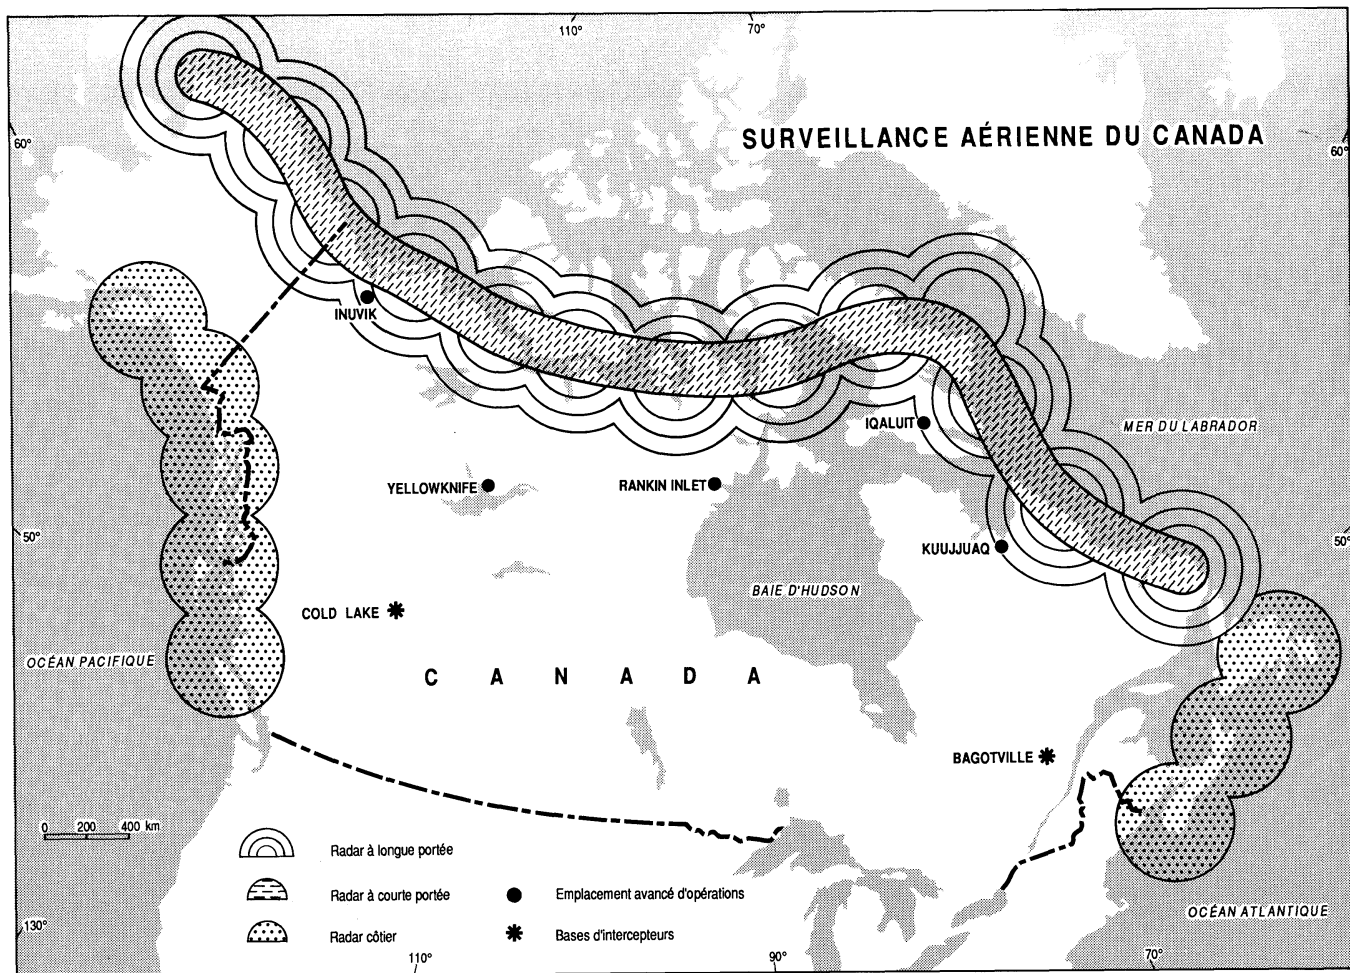 110°
70°
SURVEILLANCE AÉRIENNE DU CANADA
60°
60°
INUVIK
IQALUIT
MER DU LABRADOR
YELLOWKNIFE
RANKIN INLET
50°
50°
KUUJJUAQ
BAIE D'HUDSON
COLD LAKE
OCÉAN PACIFIQUE
CANADA
BAGOTVILLE
0 200 400 km
Radar à longue portée
Radar à courte portée
Emplacement avancé d'opérations
OCÉAN ATLANTIQUE
130°
Radar côtier
Bases d'intercepteurs
110°
90°
70°